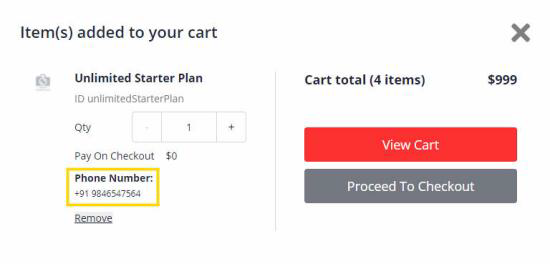 Item(s) added to your cart
Unlimited Starter Plan
ID unlimitedStarterPlan
Qty - 1 +
Pay On Checkout $0
Phone Number:
+91 9846547564
Remove
Cart total (4 items) $999
View Cart
Proceed To Checkout